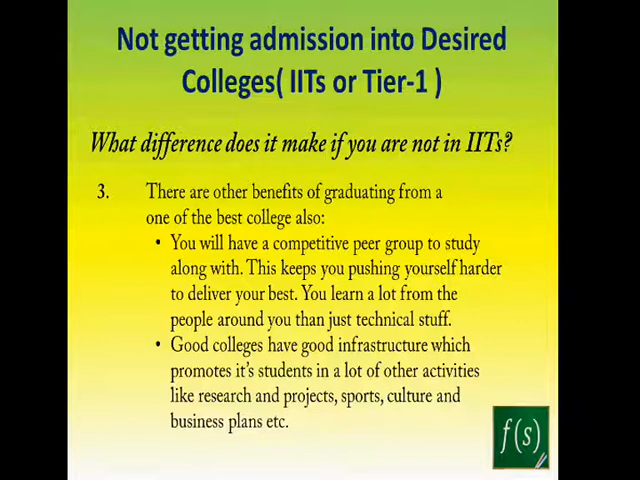 Not getting admission into Desired
Colleges( IITs or Tier-1 )
What difference does it make if you are not in IITs?
3. There are other benefits of graduating from a
one of the best college also:
• You will have a competitive peer group to study
along with. This keeps you pushing yourself harder
to deliver your best. You learn a lot from the
people around you than just technical stuff.
• Good colleges have good infrastructure which
promotes it's students in a lot of other activities
like research and projects, sports, culture and
business plans etc.
f(s)